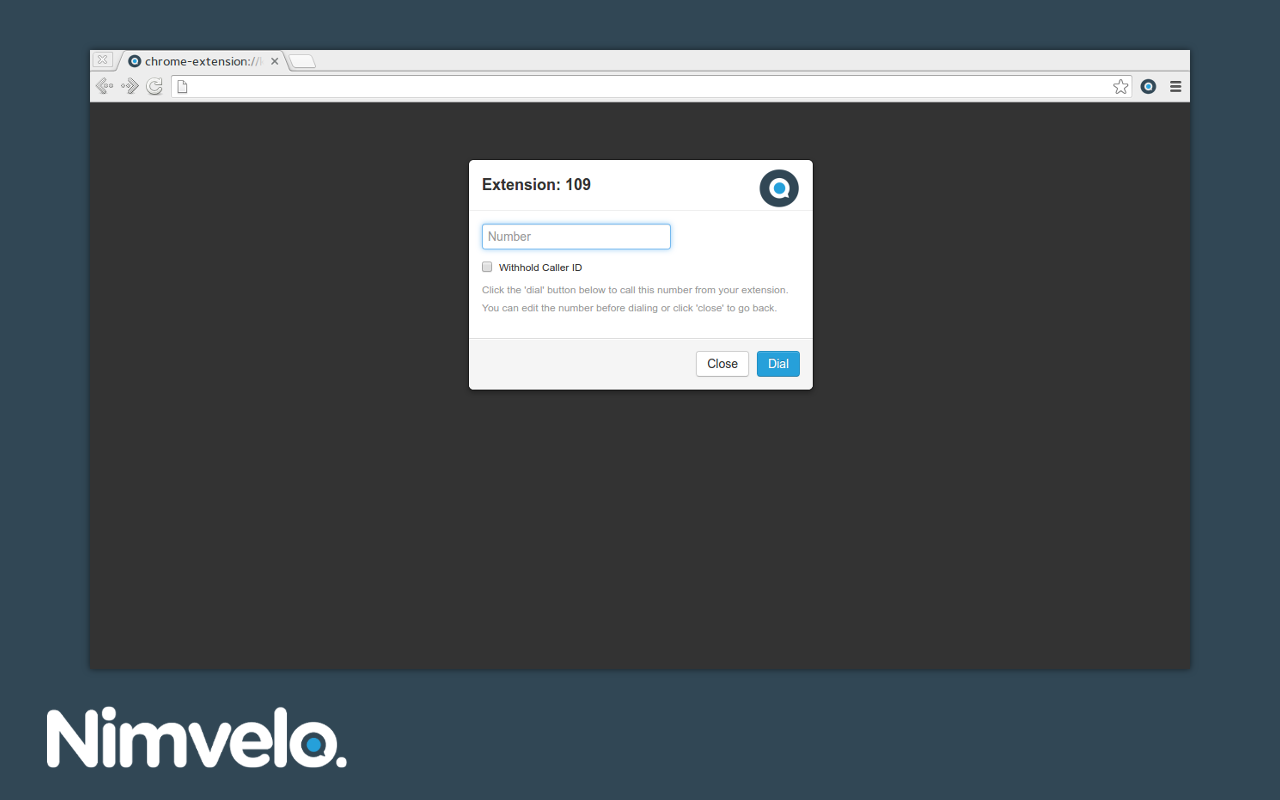 chrome-extension://
Extension: 109
Number
Withhold Caller ID
Click the 'dial' button below to call this number from your extension.
You can edit the number before dialing or click 'close' to go back.
Close
Dial
Nimvelo.